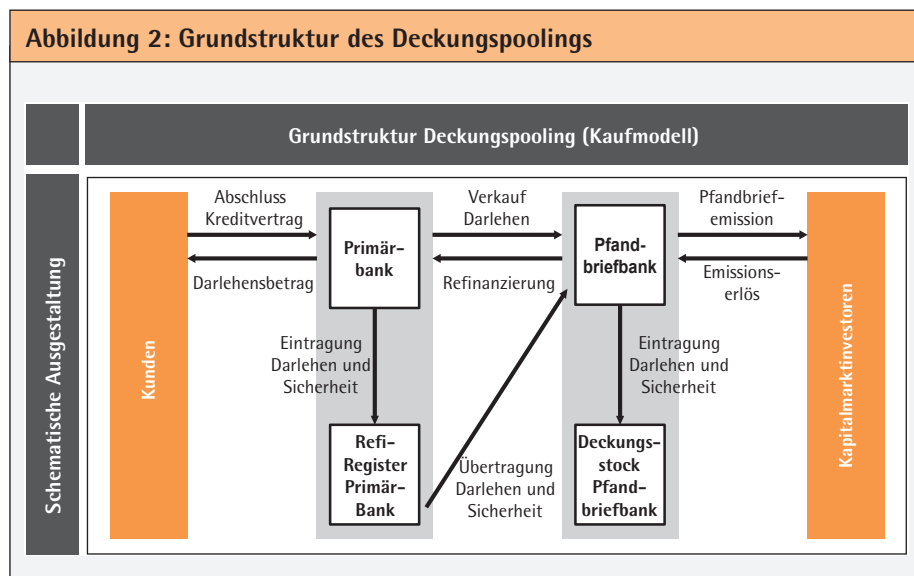 Abbildung 2: Grundstruktur des Deckungspoolings
Grundstruktur Deckungspooling (Kaufmodell)
Schematische Ausgestaltung
Kunden
Abschluss
Kreditvertrag
Darlehensbetrag
Primär-
bank
Verkauf
Darlehen
Refinanzierung
Pfand-
briefbank
Pfandbrief-
emission
Emissions-
erlös
Kapitalmarktinvestoren
Eintragung
Darlehen und
Sicherheit
Eintragung
Darlehen und
Sicherheit
Refi-
Register
Primär-
Bank
Übertragung
Darlehen und
Sicherheit
Deckungs-
stock
Pfand-
briefbank